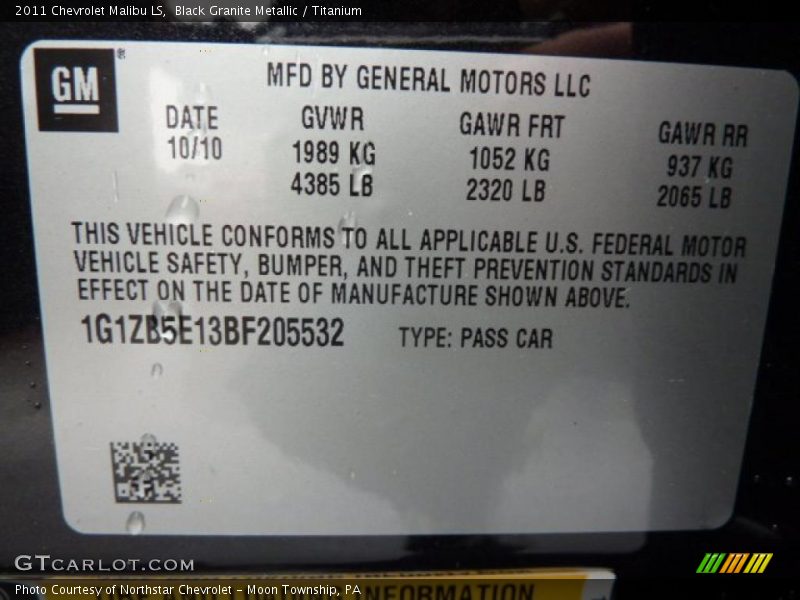 2011 Chevrolet Malibu LS, Black Granite Metallic / Titanium
GM®
MFD BY GENERAL MOTORS LLC
DATE GVWR GAWR FRT GAWR RR
10/10 1989 KG 1052 KG 937 KG
4385 LB 2320 LB 2065 LB
THIS VEHICLE CONFORMS TO ALL APPLICABLE U.S. FEDERAL MOTOR
VEHICLE SAFETY, BUMPER, AND THEFT PREVENTION STANDARDS IN
EFFECT ON THE DATE OF MANUFACTURE SHOWN ABOVE.
1G1ZB5E13BF205532 TYPE: PASS CAR
GTCARLOT.COM
Photo Courtesy of Northstar Chevrolet - Moon Township, PA
INFORMATION